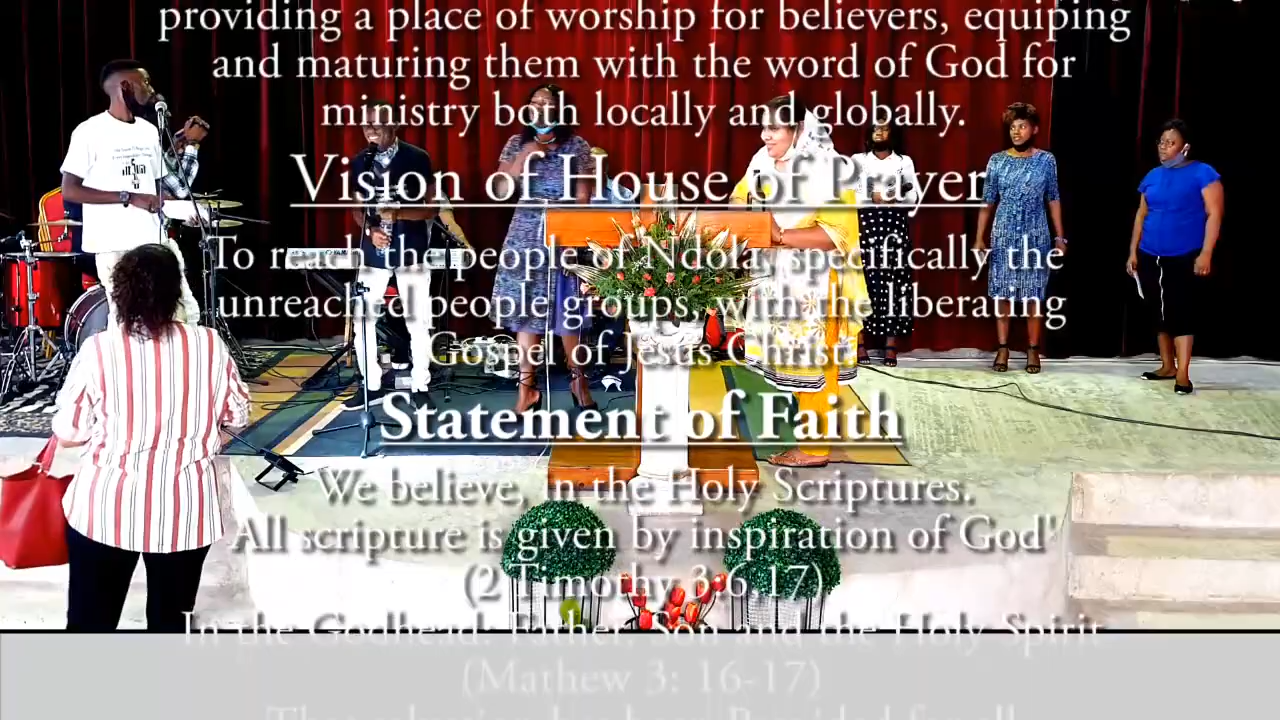 providing a place of worship for believers, equiping
and maturing them with the word of God for
ministry both locally and globally.
Vision of House of Prayer
To reach the people of Ndola, specifically the
unreached people groups, with the liberating
Gospel of Jesus Christ.
Statement of Faith
We believe, in the Holy Scriptures.
All scripture is given by inspiration of God'
(2 Timothy 3:6.17)
In the Godhead: Father, Son and the Holy Spirit
(Mathew 3: 16-17)